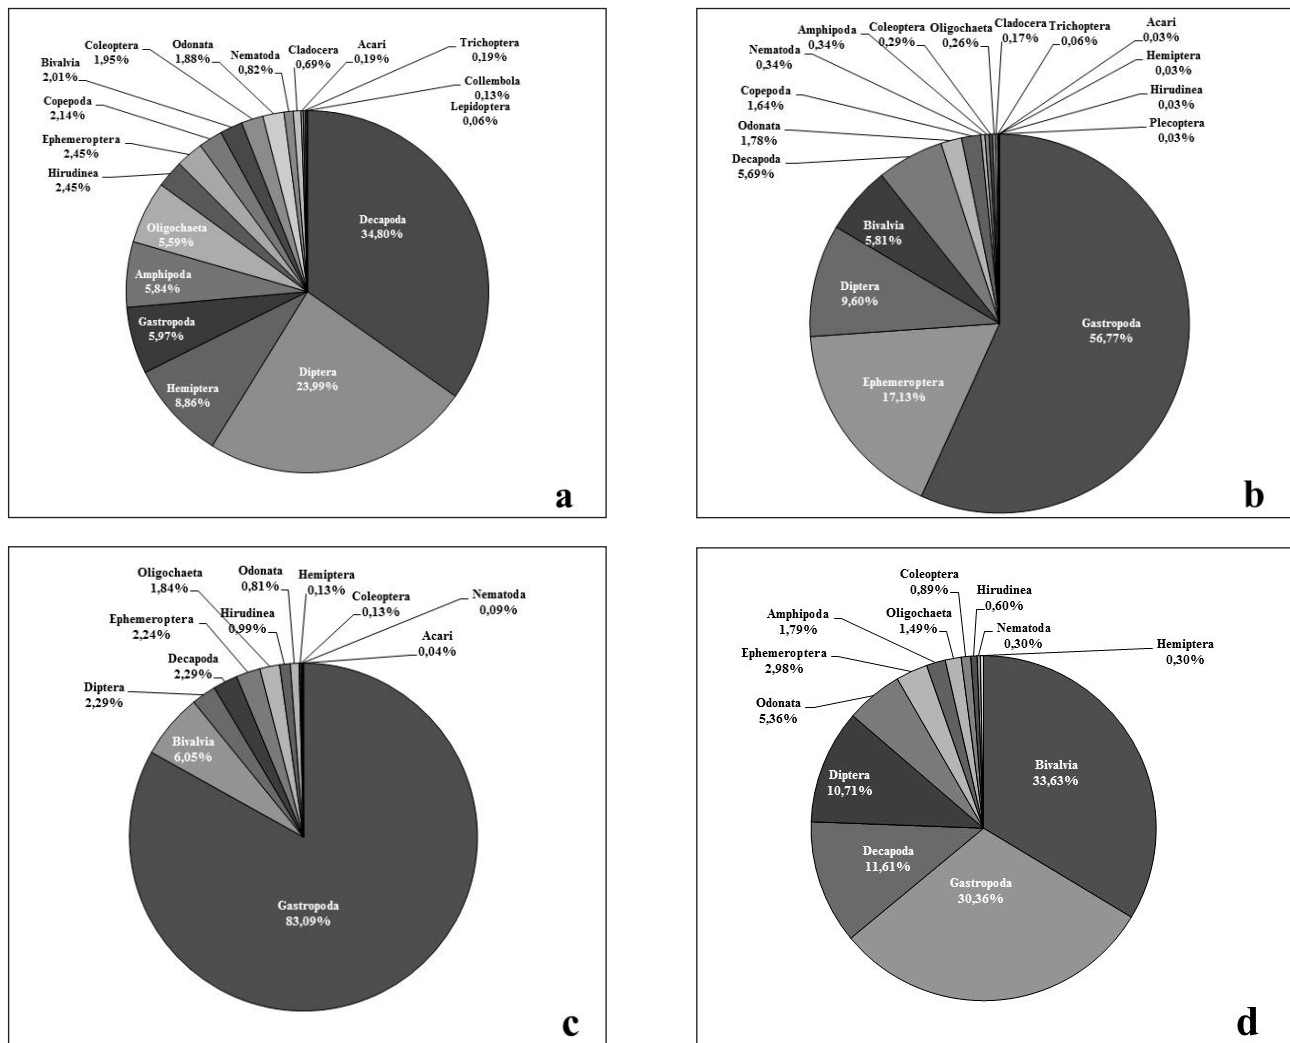 Coleoptera
1,95%
Odonata
1,88%
Nematoda
0,82%
Cladocera
0,69%
Acari
0,19%
Trichoptera
0,19%
Collembola
0,13%
Lepidoptera
0,06%
Bivalvia
2,01%
Copepoda
2,14%
Ephemeroptera
2,45%
Hirudinea
2,45%
Oligochaeta
5,59%
Amphipoda
5,84%
Gastropoda
5,97%
Hemiptera
8,86%
Diptera
23,99%
Decapoda
34,80%
a
Amphipoda
0,34%
Coleoptera
0,29%
Oligochaeta
0,26%
Cladocera
0,17%
Trichoptera
0,06%
Acari
0,03%
Hemiptera
0,03%
Hirudinea
0,03%
Plecoptera
0,03%
Nematoda
0,34%
Copepoda
1,64%
Odonata
1,78%
Decapoda
5,69%
Bivalvia
5,81%
Diptera
9,60%
Ephemeroptera
17,13%
Gastropoda
56,77%
b
Oligochaeta
1,84%
Odonata
0,81%
Hemiptera
0,13%
Coleoptera
0,13%
Nematoda
0,09%
Acari
0,04%
Hirudinea
0,99%
Ephemeroptera
2,24%
Decapoda
2,29%
Diptera
2,29%
Bivalvia
6,05%
Gastropoda
83,09%
c
Coleoptera
0,89%
Hirudinea
0,60%
Amphipoda
1,79%
Oligochaeta
1,49%
Nematoda
0,30%
Hemiptera
0,30%
Ephemeroptera
2,98%
Odonata
5,36%
Diptera
10,71%
Decapoda
11,61%
Gastropoda
30,36%
Bivalvia
33,63%
d